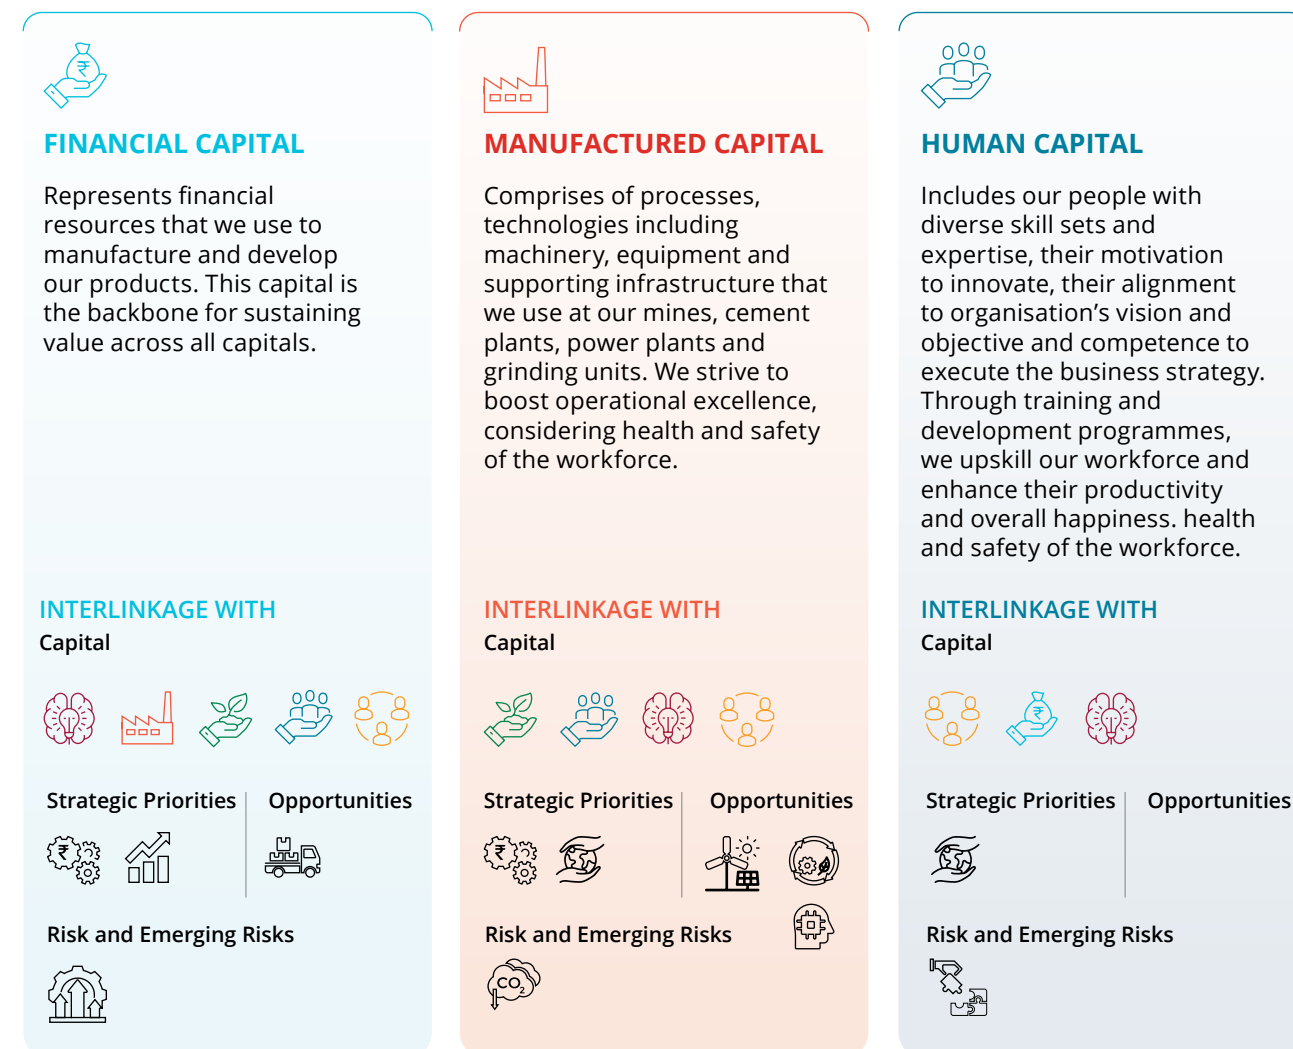 FINANCIAL CAPITAL
Represents financial
resources that we use to
manufacture and develop
our products. This capital is
the backbone for sustaining
value across all capitals.
INTERLINKAGE WITH
Capital
Strategic Priorities
Opportunities
Risk and Emerging Risks
MANUFACTURED CAPITAL
Comprises of processes,
technologies including
machinery, equipment and
supporting infrastructure that
we use at our mines, cement
plants, power plants and
grinding units. We strive to
boost operational excellence,
considering health and safety
of the workforce.
INTERLINKAGE WITH
Capital
Strategic Priorities
Opportunities
Risk and Emerging Risks
CO2
HUMAN CAPITAL
Includes our people with
diverse skill sets and
expertise, their motivation
to innovate, their alignment
to organisation's vision and
objective and competence to
execute the business strategy.
Through training and
development programmes,
we upskill our workforce and
enhance their productivity
and overall happiness. health
and safety of the workforce.
INTERLINKAGE WITH
Capital
Strategic Priorities
Opportunities
Risk and Emerging Risks